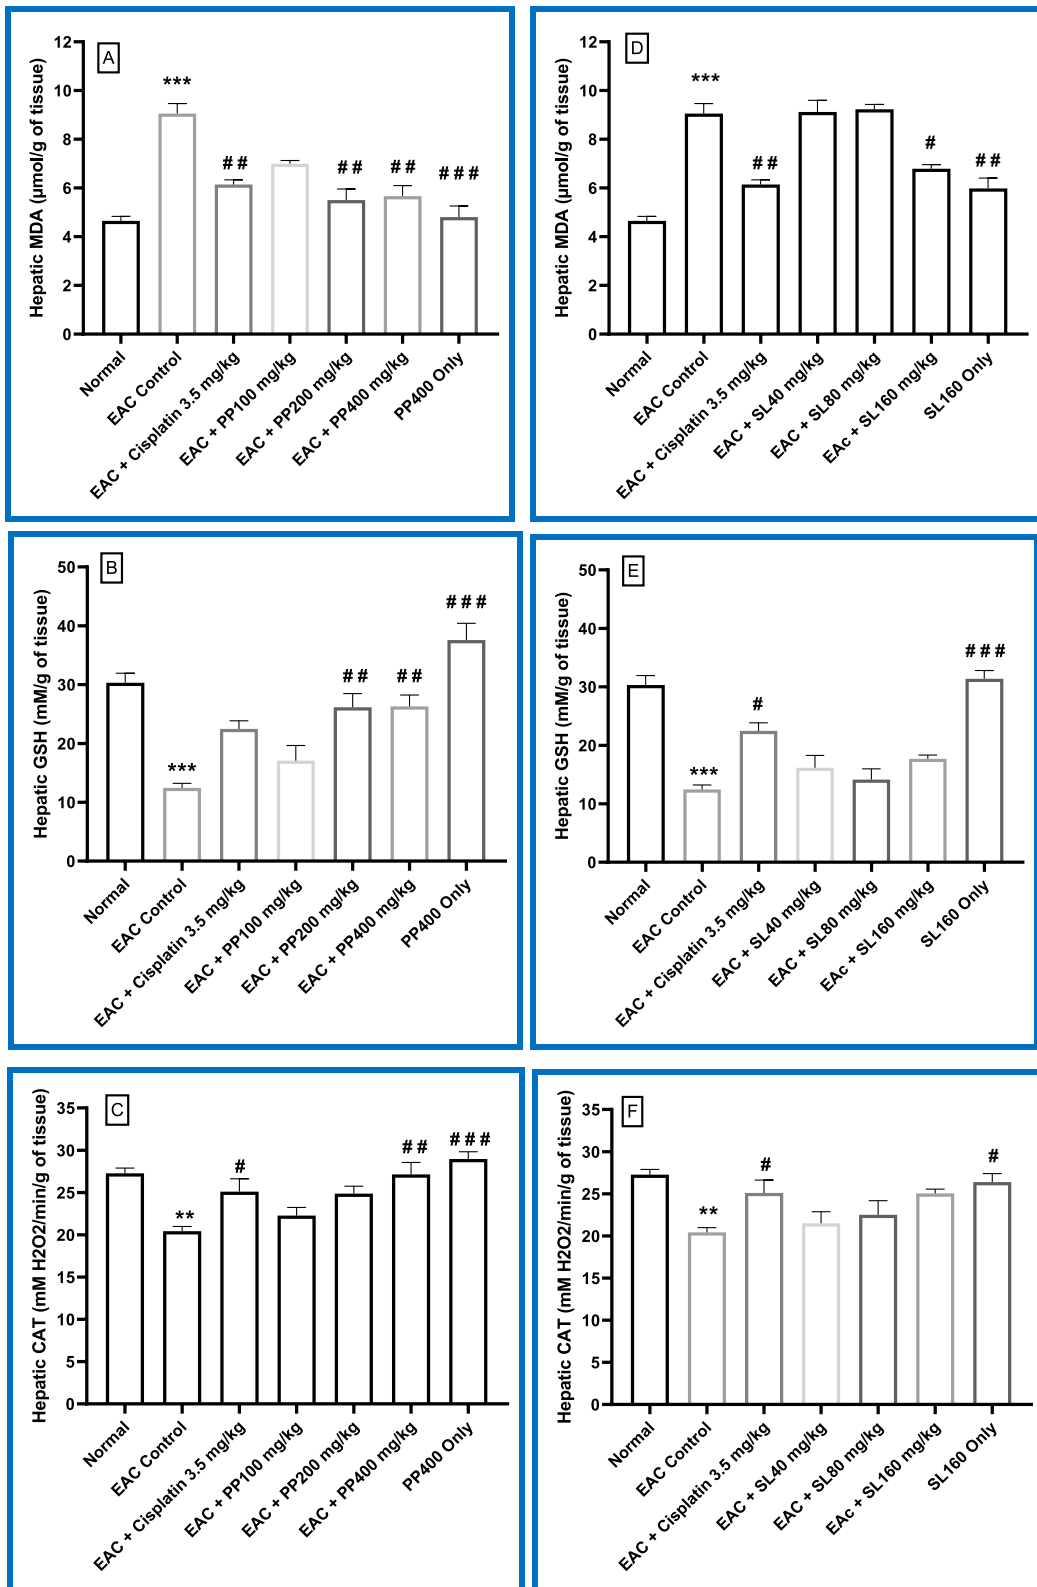 A
Hepatic MDA (µmol/g of tissue)
12
10
8
6
4
2
0
***
##
##
##
###
Normal
EAC Control
EAC + Cisplatin 3.5 mg/kg
EAC + PP100 mg/kg
EAC + PP200 mg/kg
EAC + PP400 mg/kg
PP400 Only
D
Hepatic MDA (µmol/g of tissue)
12
10
8
6
4
2
0
***
##
#
##
Normal
EAC Control
EAC + Cisplatin 3.5 mg/kg
EAC + SL40 mg/kg
EAC + SL80 mg/kg
EAc + SL160 mg/kg
SL160 Only
B
Hepatic GSH (mM/g of tissue)
50
40
30
20
10
0
***
##
##
###
Normal
EAC Control
EAC + Cisplatin 3.5 mg/kg
EAC + PP100 mg/kg
EAC + PP200 mg/kg
EAC + PP400 mg/kg
PP400 Only
E
Hepatic GSH (mM/g of tissue)
50
40
30
20
10
0
***
#
###
Normal
EAC Control
EAC + Cisplatin 3.5 mg/kg
EAC + SL40 mg/kg
EAC + SL80 mg/kg
EAc + SL160 mg/kg
SL160 Only
C
Hepatic CAT (mM H2O2/min/g of tissue)
35
30
25
20
15
10
5
0
**
#
##
###
Normal
EAC Control
EAC + Cisplatin 3.5 mg/kg
EAC + PP100 mg/kg
EAC + PP200 mg/kg
EAC + PP400 mg/kg
PP400 Only
F
Hepatic CAT (mM H2O2/min/g of tissue)
35
30
25
20
15
10
5
0
**
#
#
Normal
EAC Control
EAC + Cisplatin 3.5 mg/kg
EAC + SL40 mg/kg
EAC + SL80 mg/kg
EAc + SL160 mg/kg
SL160 Only